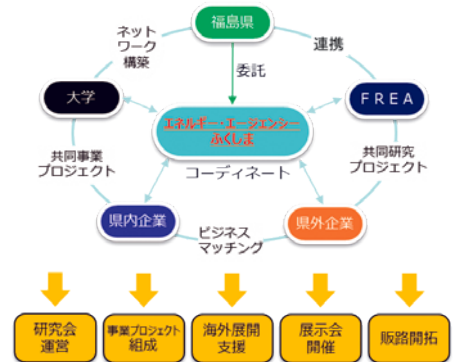 福島県
ネット
ワーク
構築
連携
委託
大学
エネルギー・エージェンシー
ふくしま
FREA
共同事業
プロジェクト
コーディネート
共同研究
プロジェクト
県内企業
ビジネス
マッチング
県外企業
研究会
運営
事業プロジェクト
組成
海外展開
支援
展示会
開催
販路開拓